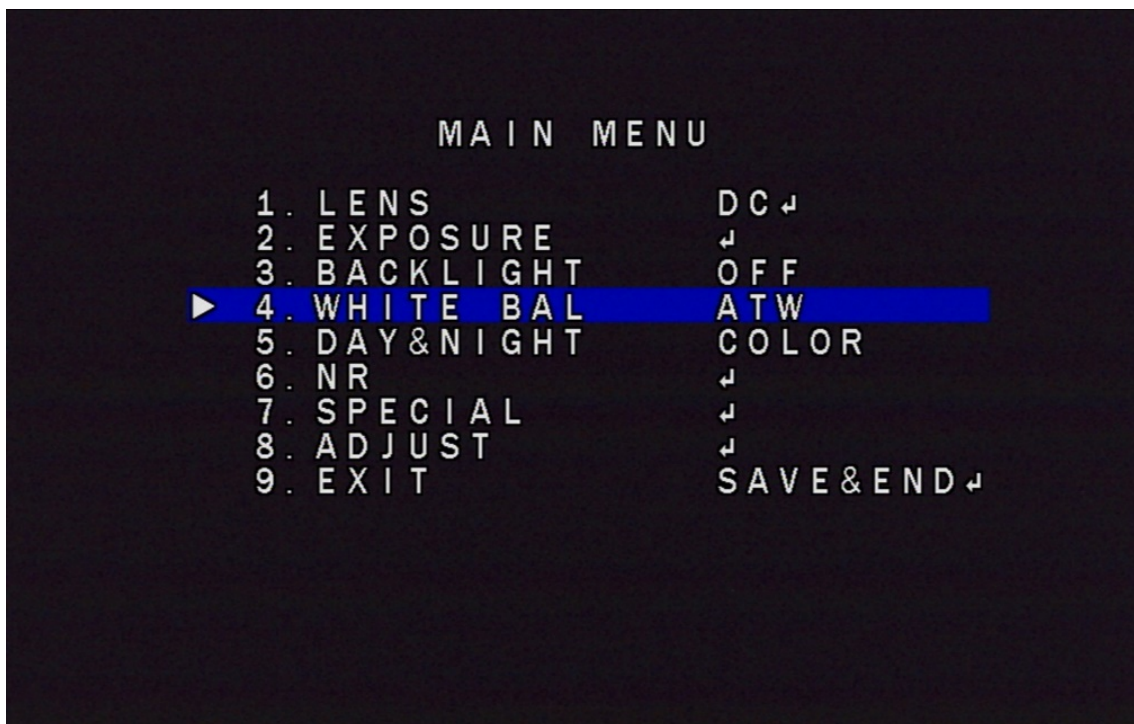 MAIN MENU
1. LENS DC↲
2. EXPOSURE ↲
3. BACKLIGHT OFF
4. WHITE BAL ATW
5. DAY&NIGHT COLOR
6. NR ↲
7. SPECIAL ↲
8. ADJUST ↲
9. EXIT SAVE&END↲